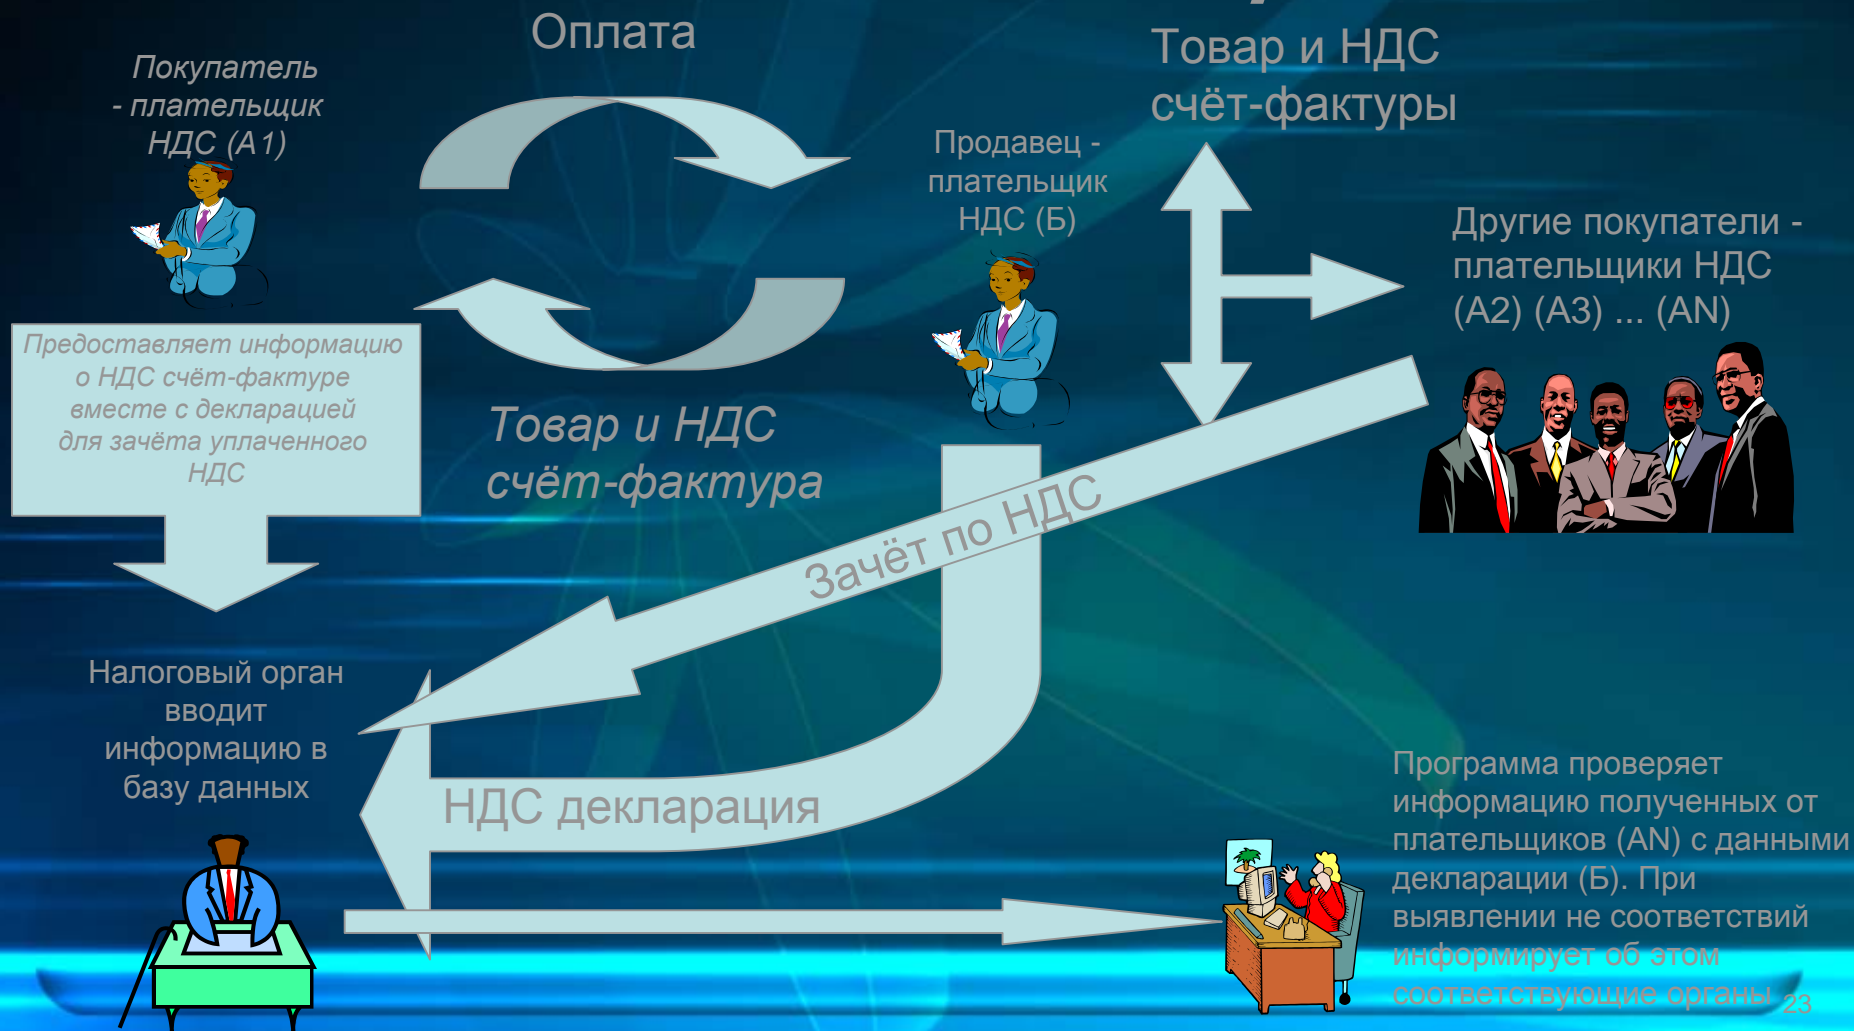 Оплата
Товар и НДС
счёт-фактуры
Покупатель
- плательщик
НДС (А1)
Продавец -
плательщик
НДС (Б)
Другие покупатели -
плательщики НДС
(А2) (А3) ... (АN)
Предоставляет информацию
о НДС счёт-фактуре
вместе с декларацией
для зачёта уплаченного
НДС
Товар и НДС
счёт-фактура
Зачёт по НДС
Налоговый орган
вводит
информацию в
базу данных
НДС декларация
Программа проверяет
информацию полученных от
плательщиков (АN) с данными
декларации (Б). При
выявлении не соответствий
информирует об этом
соответствующие органы
23